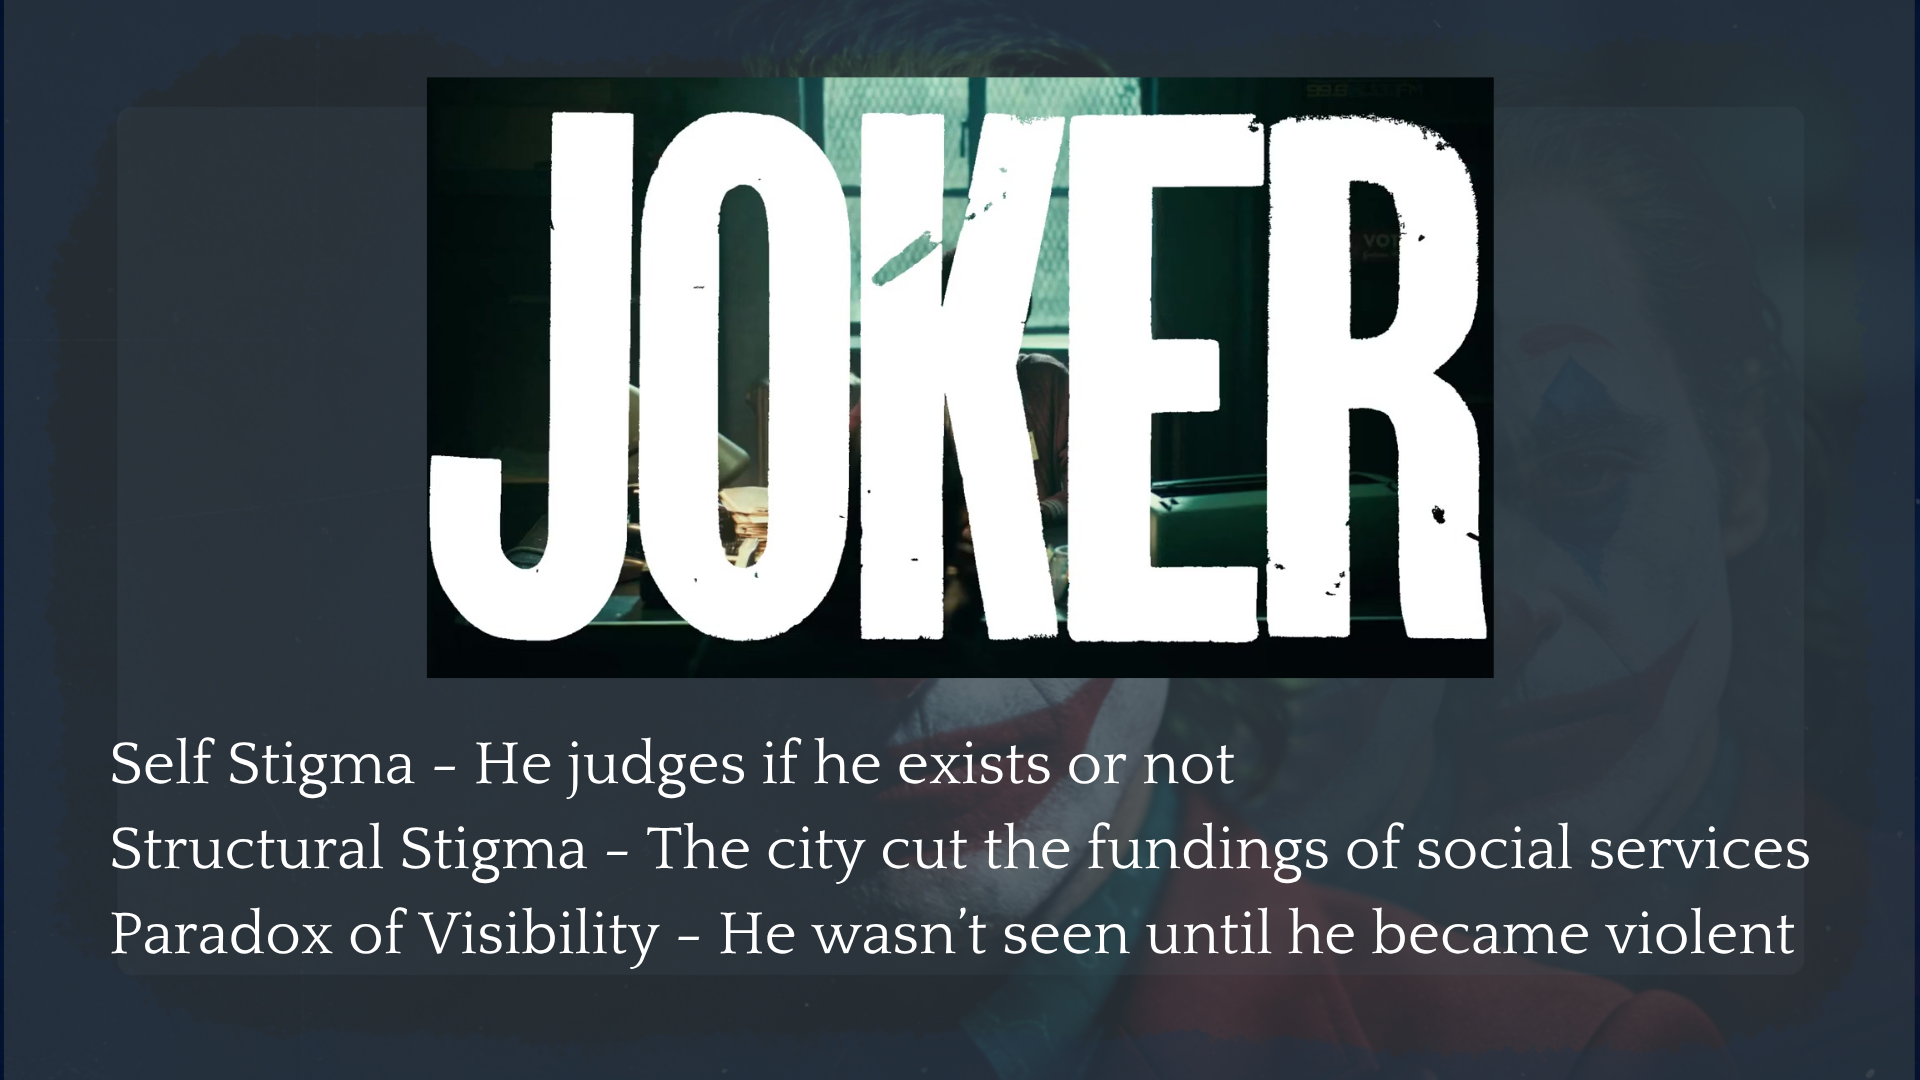 JOKER
VOT
Self Stigma - He judges if he exists or not
Structural Stigma - The city cut the fundings of social services
Paradox of Visibility - He wasn't seen until he became violent